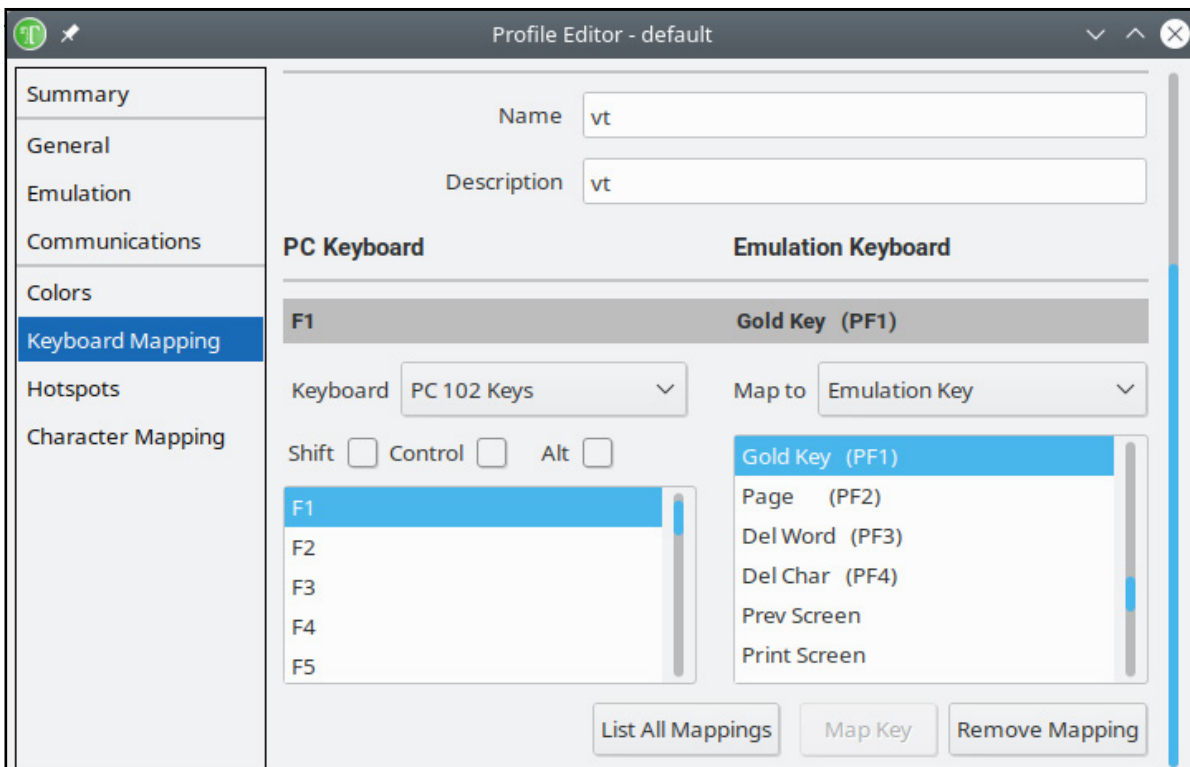 Profile Editor - default
Summary
General
Emulation
Communications
Colors
Keyboard Mapping
Hotspots
Character Mapping
Name vt
Description vt
PC Keyboard Emulation Keyboard
F1 Gold Key (PF1)
Keyboard PC 102 Keys Map to Emulation Key
Shift Control Alt
F1
F2
F3
F4
F5
Gold Key (PF1)
Page (PF2)
Del Word (PF3)
Del Char (PF4)
Prev Screen
Print Screen
List All Mappings Map Key Remove Mapping